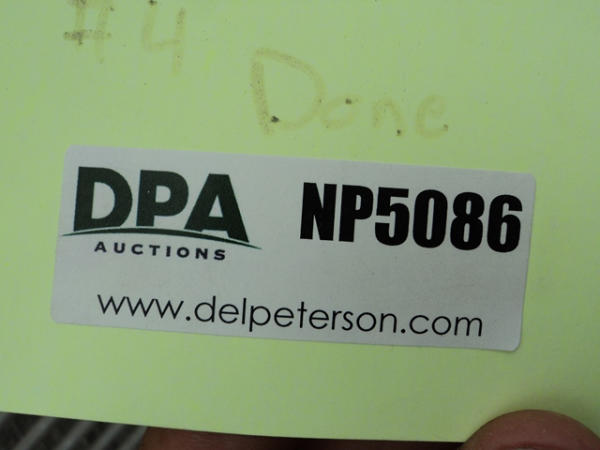 #4
Done
DPA
AUCTIONS
NP5086
www.delpeterson.com